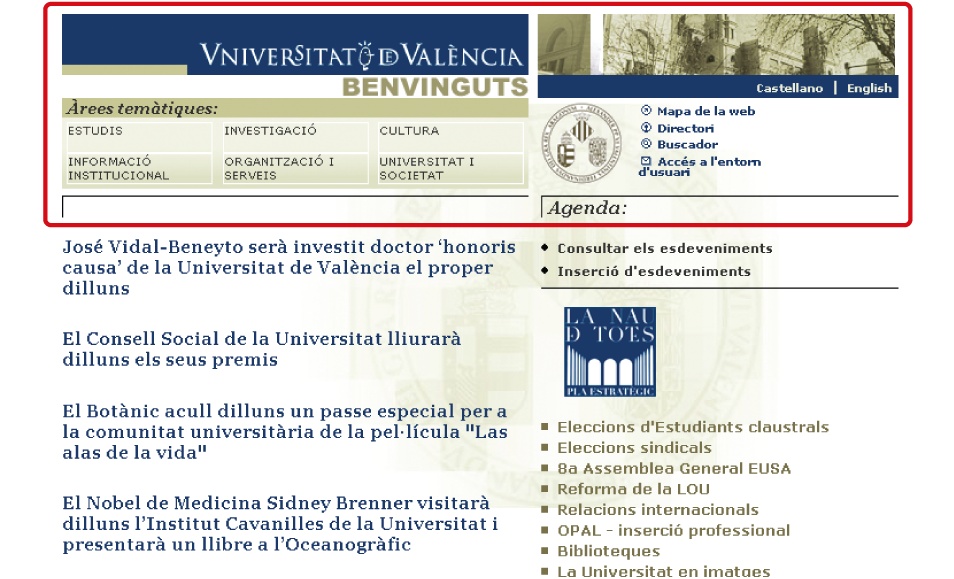 VNIVERSITAT D VALÈNCIA
BENVINGUTS
Castellano | English
Àrees temàtiques:
ESTUDIS
INVESTIGACIÓ
CULTURA
INFORMACIÓ
INSTITUCIONAL
ORGANITZACIÓ I
SERVEIS
UNIVERSITAT I
SOCIETAT
Mapa de la web
Directori
Buscador
Accés a l'entorn
d'usuari
Agenda:
José Vidal-Beneyto serà investit doctor ‘honoris
causa’ de la Universitat de València el proper
dilluns
El Consell Social de la Universitat lliurarà
dilluns els seus premis
El Botànic acull dilluns un passe especial per a
la comunitat universitària de la pel·lícula "Las
alas de la vida"
El Nobel de Medicina Sidney Brenner visitarà
dilluns l’Institut Cavanilles de la Universitat i
presentarà un llibre a l’Oceanogràfic
Consultar els esdeveniments
Inserció d'esdeveniments
LA NAU
D TOTS
PLA ESTRATÈGIC
Eleccions d'Estudiants claustrals
Eleccions sindicals
8a Assemblea General EUSA
Reforma de la LOU
Relacions internacionals
OPAL - inserció professional
Biblioteques
La Universitat en imatges